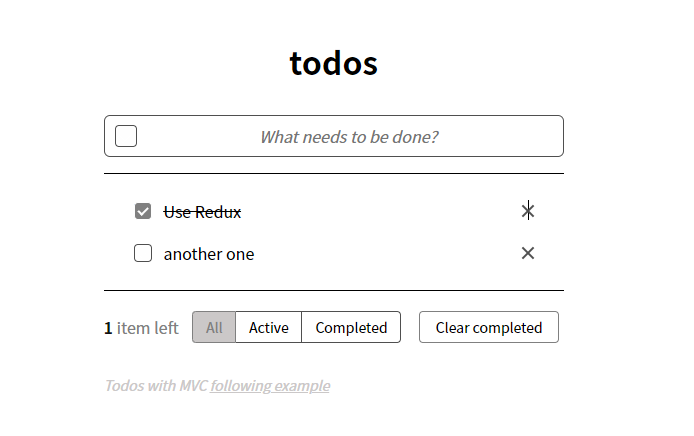 todos
What needs to be done?
Use Redux
another one
1 item left All Active Completed Clear completed
Todos with MVC following example